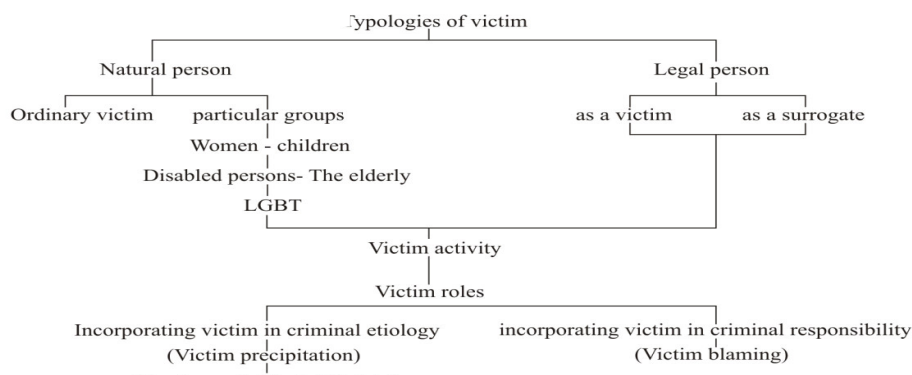 Typologies of victim
Natural person
Legal person
Ordinary victim
particular groups
as a victim
as a surrogate
Women - children
Disabled persons- The elderly
LGBT
Victim activity
Victim roles
Incorporating victim in criminal etiology
(Victim precipitation)
incorporating victim in criminal responsibility
(Victim blaming)